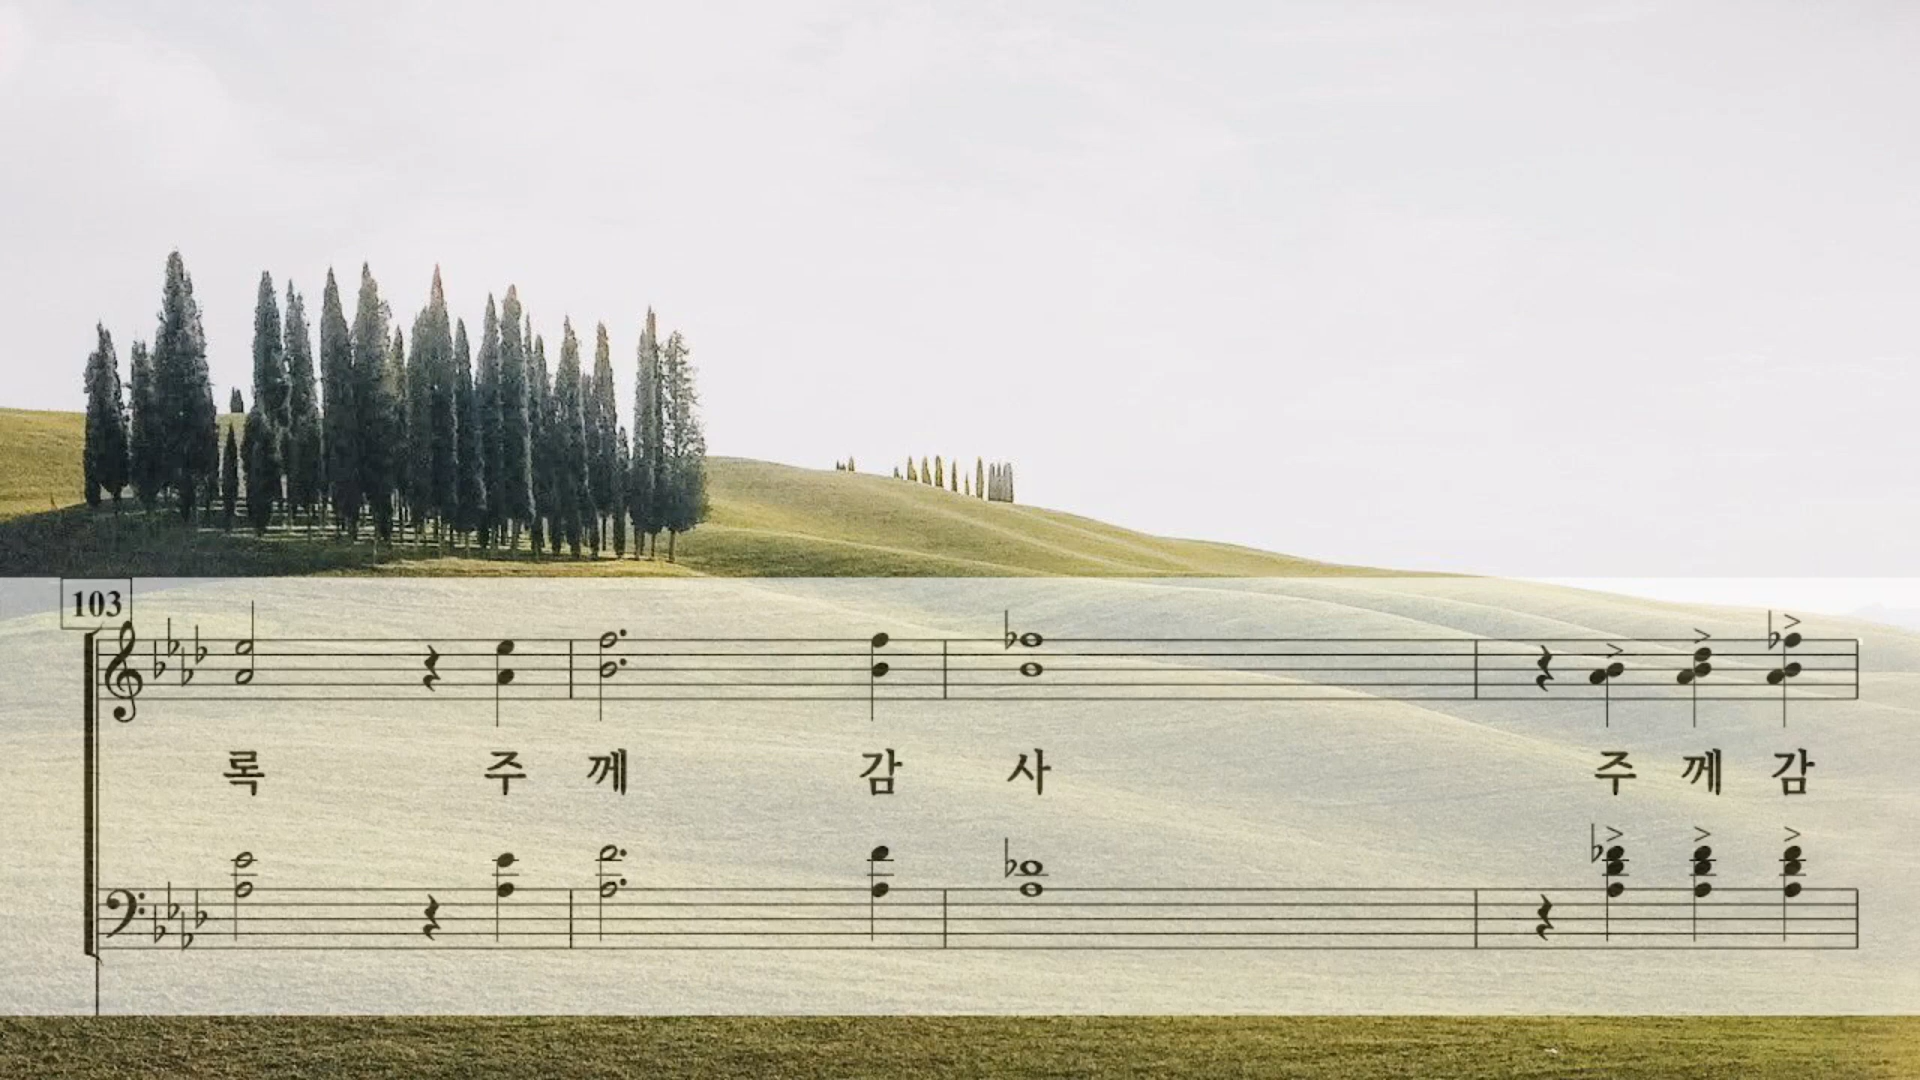 103
록 주 께 감 사 주 께 감